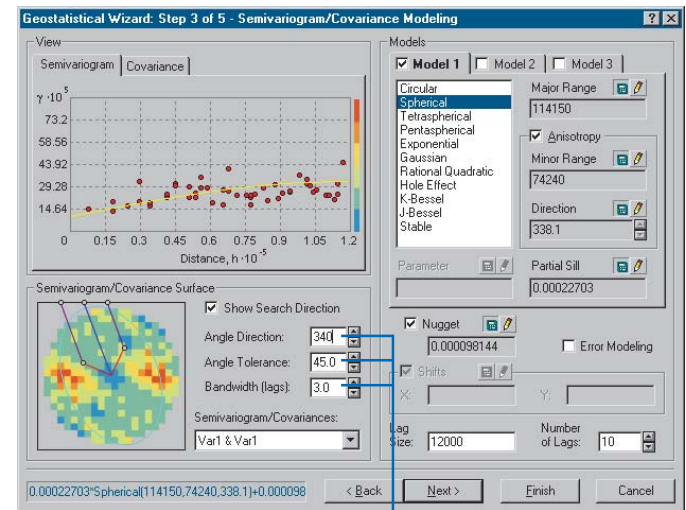 Geostatistical Wizard: Step 3 of 5 - Semivariogram/Covariance Modeling
View
Semivariogram
Covariance
γ·10⁵
73.2
58.56
43.92
29.28
14.64
0 0.15 0.3 0.45 0.6 0.75 0.9 1.05 1.2
Distance, h·10⁻⁵
Semivariogram/Covariance Surface
Show Search Direction
Angle Direction: 340
Angle Tolerance: 45.0
Bandwidth (lags): 3.0
Semivariogram/Covariances:
Var1 & Var1
Models
Model 1
Model 2
Model 3
Circular
Spherical
Tetraspherical
Pentaspherical
Exponential
Gaussian
Rational Quadratic
Hole Effect
K-Bessel
J-Bessel
Stable
Major Range
114150
Anisotropy
Minor Range
74240
Direction
338.1
Parameter
Partial Sill
0.00022703
Nugget
0.000098144
Error Modeling
Shifts
X:
Y:
Lag
Size: 12000
Number
of Lags: 10
0.00022703*Spherical(114150,74240,338.1)+0.000098
< Back
Next >
Finish
Cancel